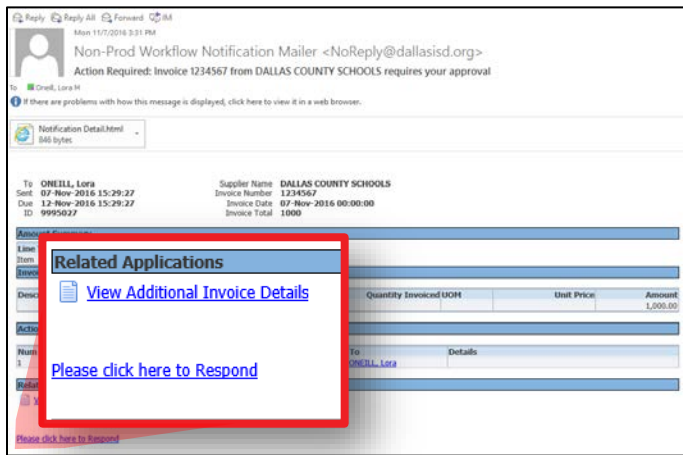 Reply Reply All Forward IM
Mon 11/7/2016 3:31 PM
Non-Prod Workflow Notification Mailer <NoReply@dallasisd.org>
Action Required: Invoice 1234567 from DALLAS COUNTY SCHOOLS requires your approval
To Oneill, Lora M
If there are problems with how this message is displayed, click here to view it in a web browser.
Notification Detail.html
846 bytes
To ONEILL, Lora Supplier Name DALLAS COUNTY SCHOOLS
Sent 07-Nov-2016 15:29:27 Invoice Number 1234567
Due 12-Nov-2016 15:29:27 Invoice Date 07-Nov-2016 00:00:00
ID 9995027 Invoice Total 1000
Amount Summary
Line
Item
Related Applications
View Additional Invoice Details
Please click here to Respond
Quantity Invoiced UOM Unit Price Amount
1,000.00
Num To Details
1 ONEILL, Lora
Please click here to Respond